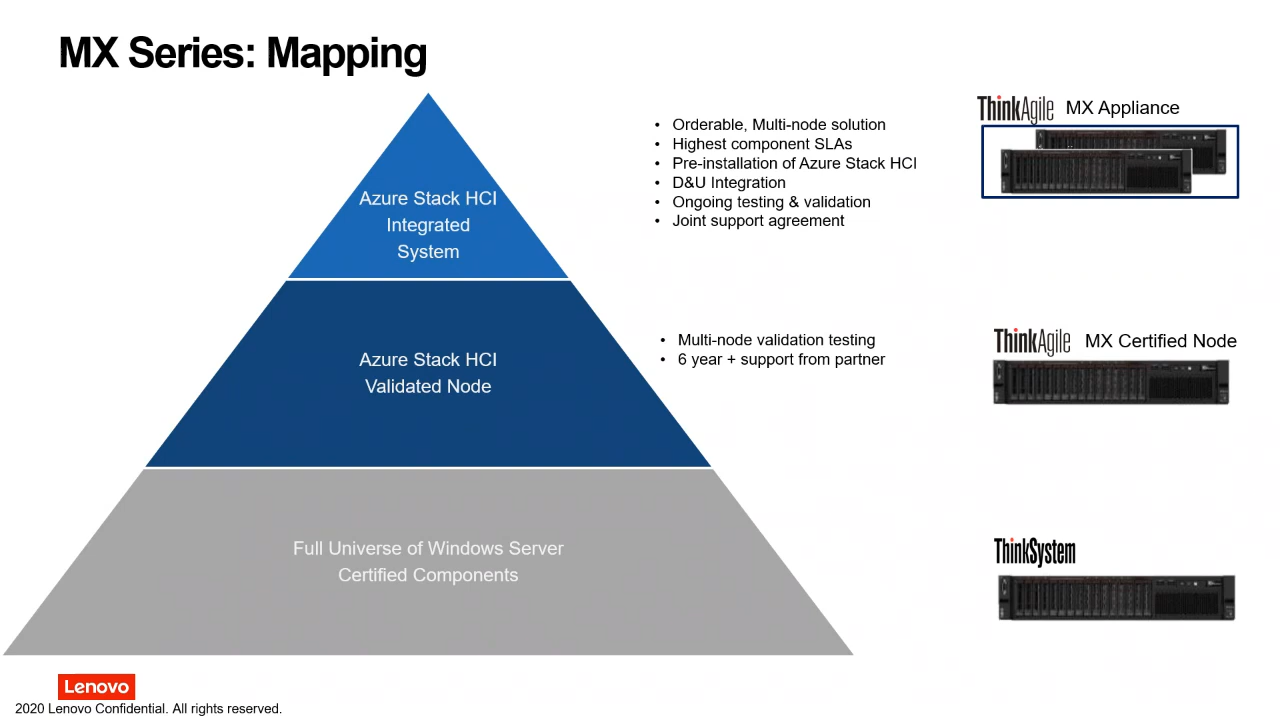 MX Series: Mapping
Azure Stack HCI
Integrated
System
• Orderable, Multi-node solution
• Highest component SLAs
• Pre-installation of Azure Stack HCI
• D&U Integration
• Ongoing testing & validation
• Joint support agreement
ThinkAgile MX Appliance
Azure Stack HCI
Validated Node
• Multi-node validation testing
• 6 year + support from partner
ThinkAgile MX Certified Node
Full Universe of Windows Server
Certified Components
ThinkSystem
Lenovo
2020 Lenovo Confidential. All rights reserved.